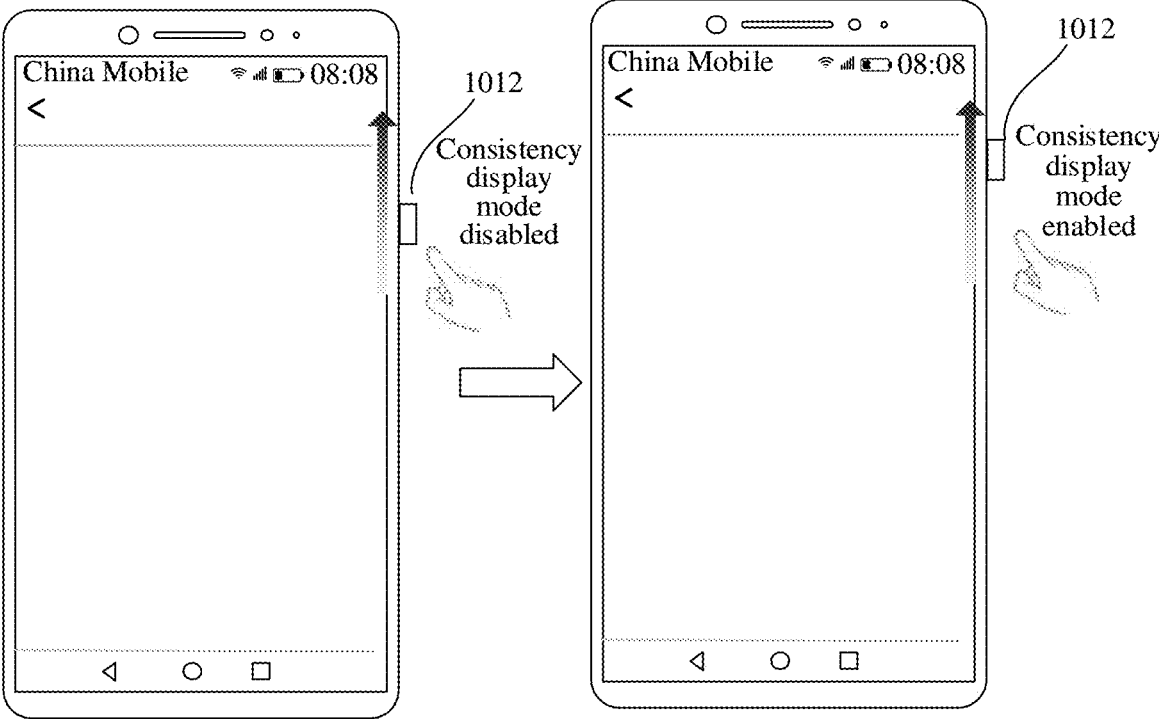 China Mobile 08:08
<
1012
Consistency
display
mode
disabled
China Mobile 08:08
<
1012
Consistency
display
mode
enabled